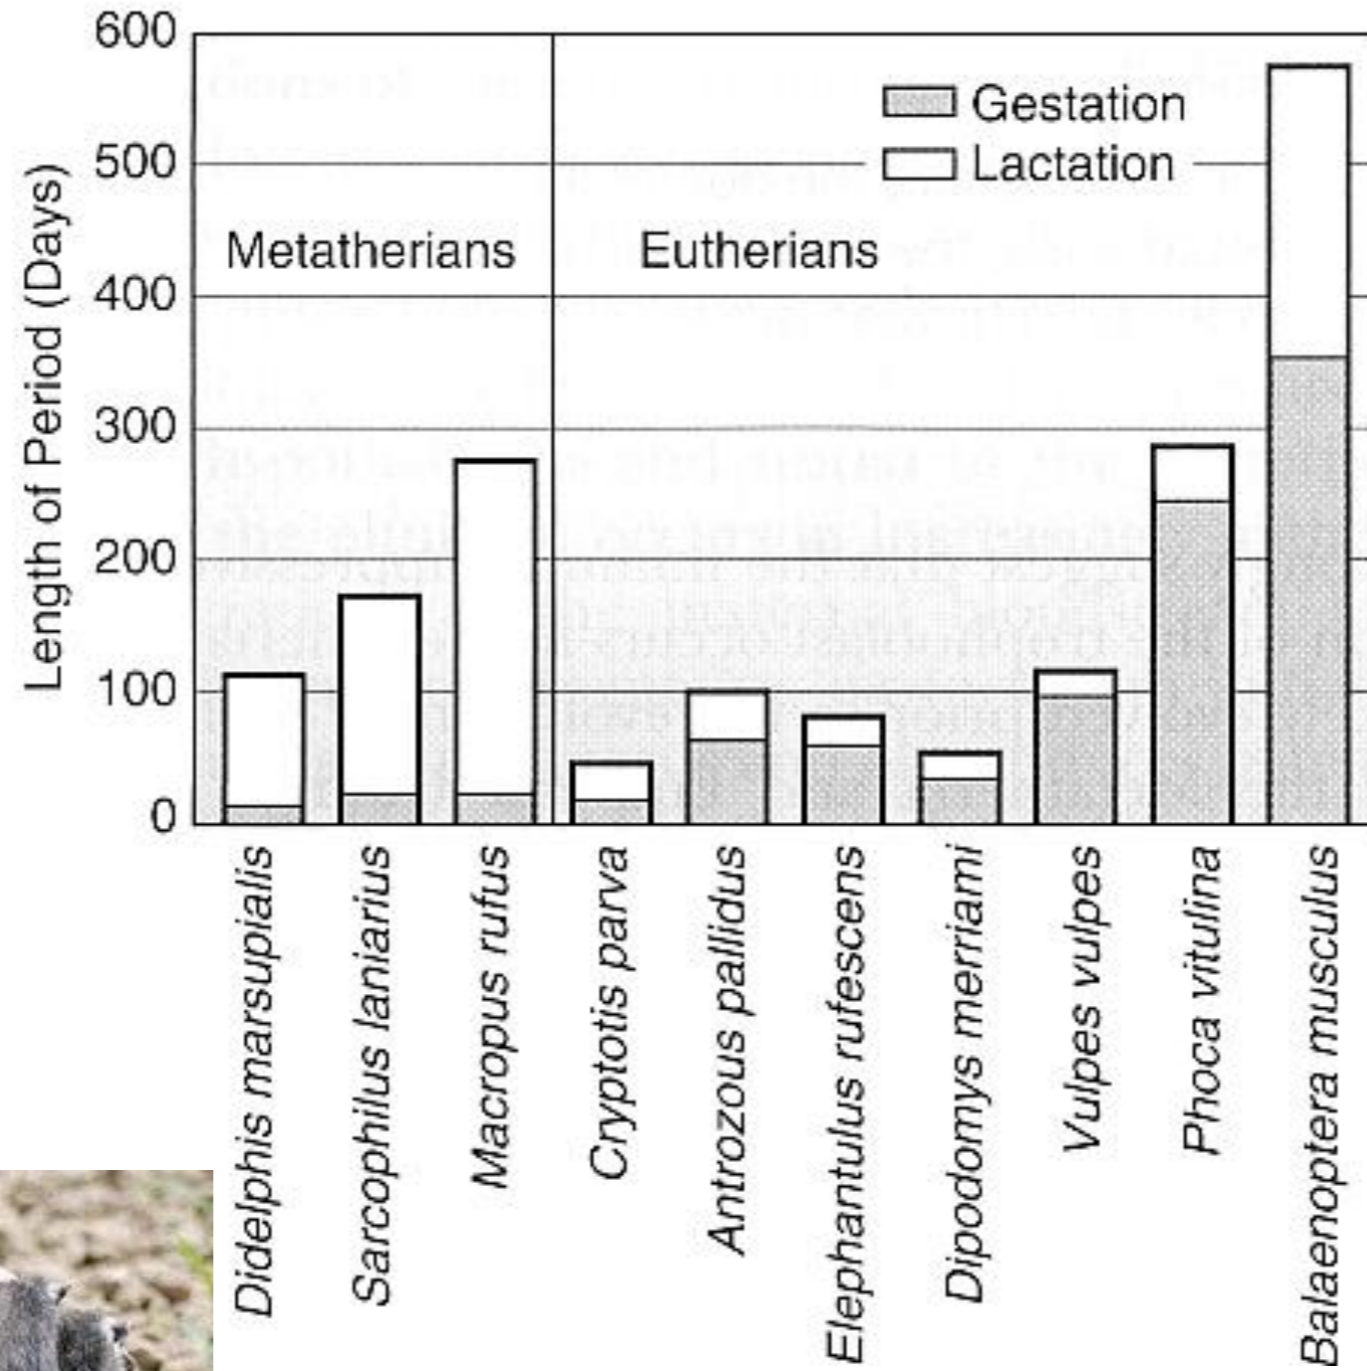 600
500
400
300
200
100
0
Length of Period (Days)
Gestation
Lactation
Metatherians
Eutherians
Didelphis marsupialis
Sarcophilus laniarius
Macropus rufus
Cryptotis parva
Antrozous pallidus
Elephantulus rufescens
Dipodomys merriami
Vulpes vulpes
Phoca vitulina
Balaenoptera musculus